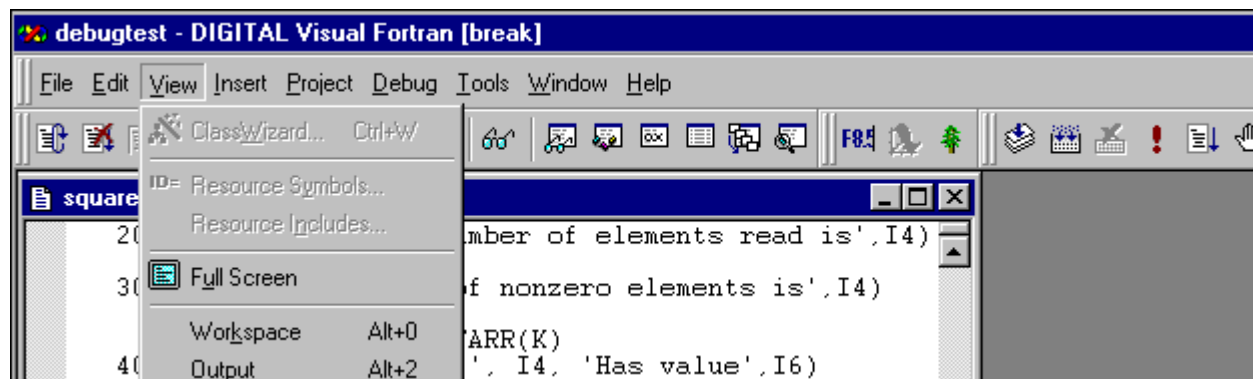 debugtest - DIGITAL Visual Fortran [break]
File Edit View Insert Project Debug Tools Window Help
ClassWizard... Ctrl+W
F8.5
ID= Resource Symbols...
square
Resource Includes...
20 mber of elements read is',I4)
Full Screen
30 f nonzero elements is',I4)
Workspace Alt+0
ARR(K)
40 ', I4, 'Has value',I6)
Output Alt+2